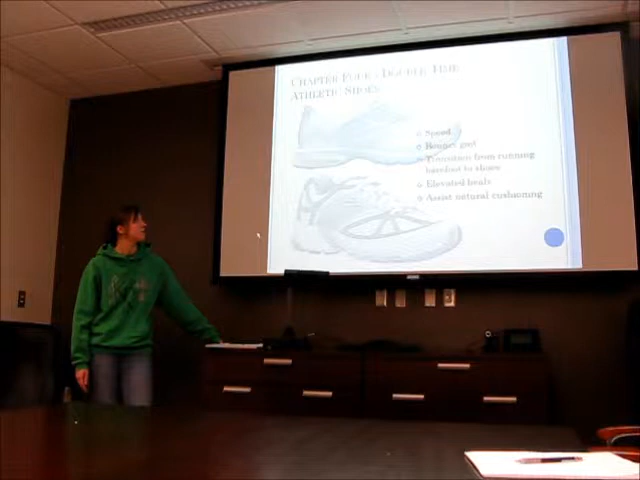 Chapter Four: Double Time
Athletic Shoes
Speed
Bounce gait
Transition from running
barefoot to shoes
Elevated heals
Assist natural cushioning